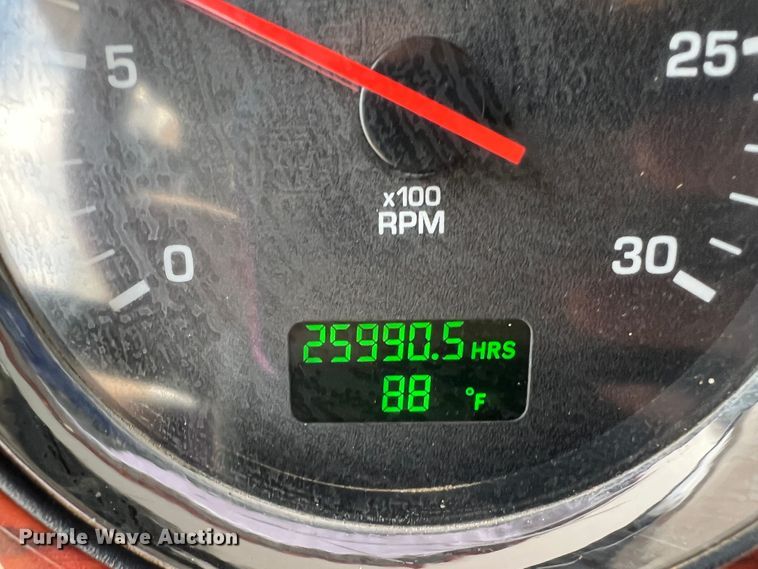 5
25
x100
RPM
0
30
25990.5 HRS
88 °F
Purple Wave Auction®